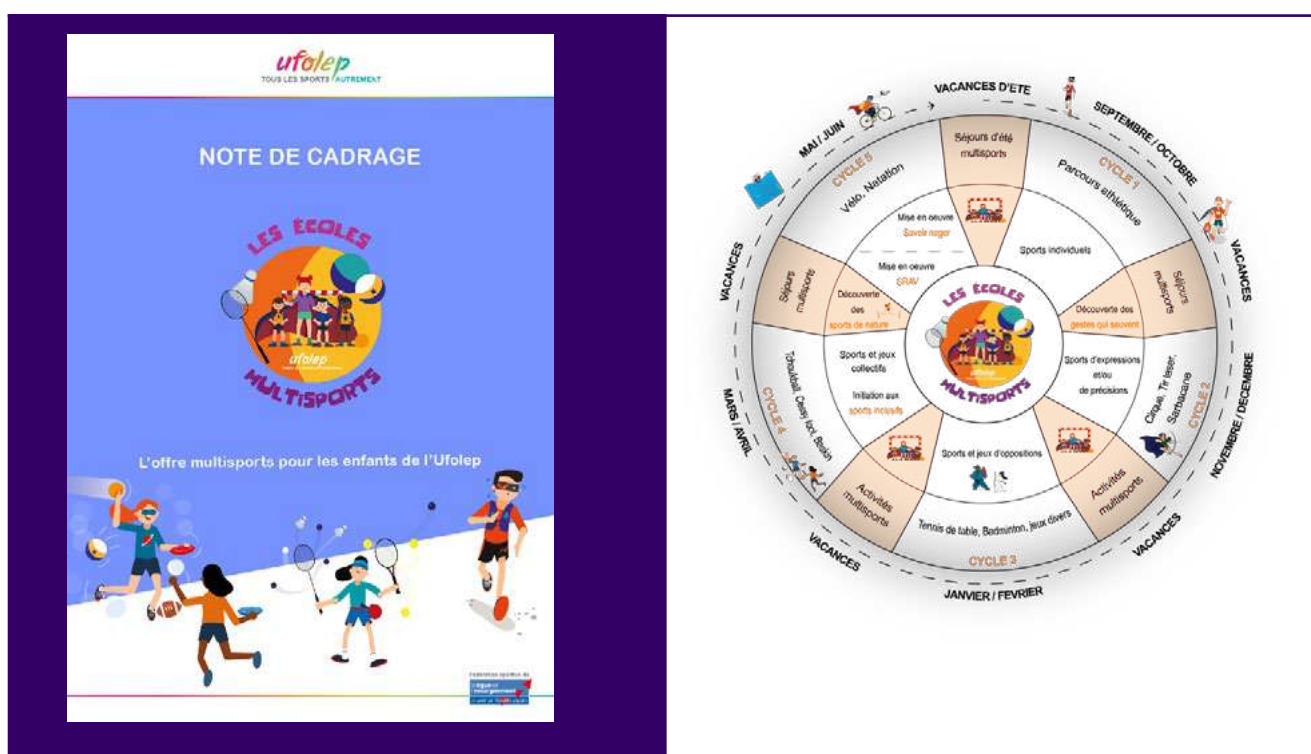 ufolep
TOUS LES SPORTS AUTREMENT
NOTE DE CADRAGE
LES ÉCOLES
ufolep
MULTISPORTS
L'offre multisports pour les enfants de l'Ufolep
VACANCES D'ETE
SEPTEMBRE / OCTOBRE
VACANCES
NOVEMBRE / DECEMBRE
VACANCES
JANVIER / FEVRIER
VACANCES
MARS / AVRIL
VACANCES
MAI / JUIN
Séjours d'été
multisports
CYCLE 1
Parcours athlétique
Sports individuels
Séjours
multisports
Découverte des
gestes qui sauvent
CYCLE 2
Cirque, Tir laser,
Sarbacane
Sports d'expressions
et/ou
de précisions
Activités
multisports
Sports et jeux d'oppositions
Tennis de table, Badminton, jeux divers
CYCLE 3
Activités
multisports
CYCLE 4
Tchoukball,
Sports et jeux
collectifs
Initiation aux
sports inclusifs
Séjours
multisports
Découverte
des
sports de nature
CYCLE 5
Vélo, Natation
Mise en oeuvre
Savoir nager
Mise en oeuvre
SRAV
LES ÉCOLES
ufolep
MULTISPORTS